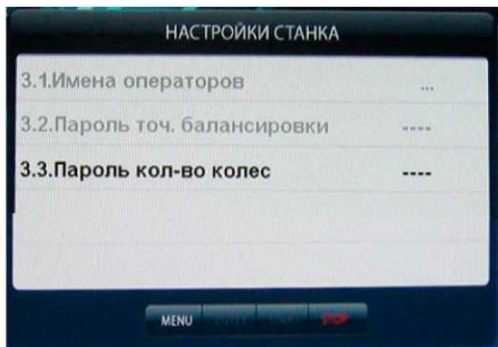 НАСТРОЙКИ СТАНКА
3.1.Имена операторов ...
3.2.Пароль точ. балансировки ----
3.3.Пароль кол-во колес ----
MENU ENTER STOP